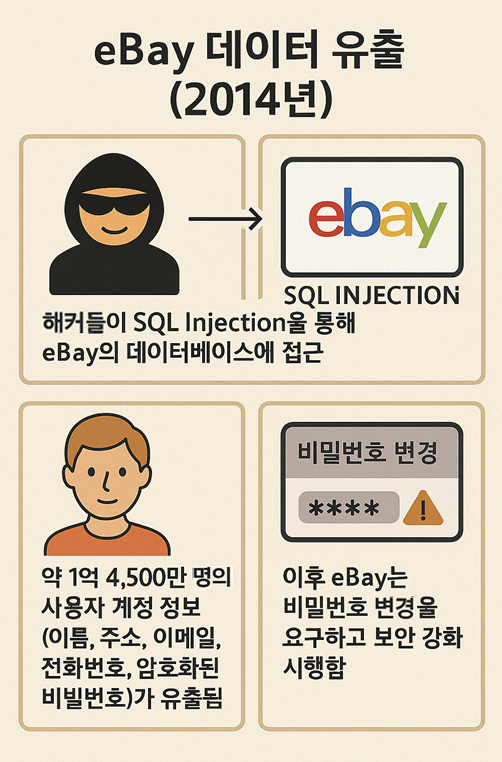 eBay 데이터 유출
(2014년)
ebay
SQL INJECTION
해커들이 SQL Injection을 통해
eBay의 데이터베이스에 접근
약 1억 4,500만 명의
사용자 계정 정보
(이름, 주소, 이메일,
전화번호, 암호화된
비빌번호)가 유출됨
비밀번호 변경
****
!
이후 eBay는
비밀번호 변경을
요구하고 보안 강화
시행함